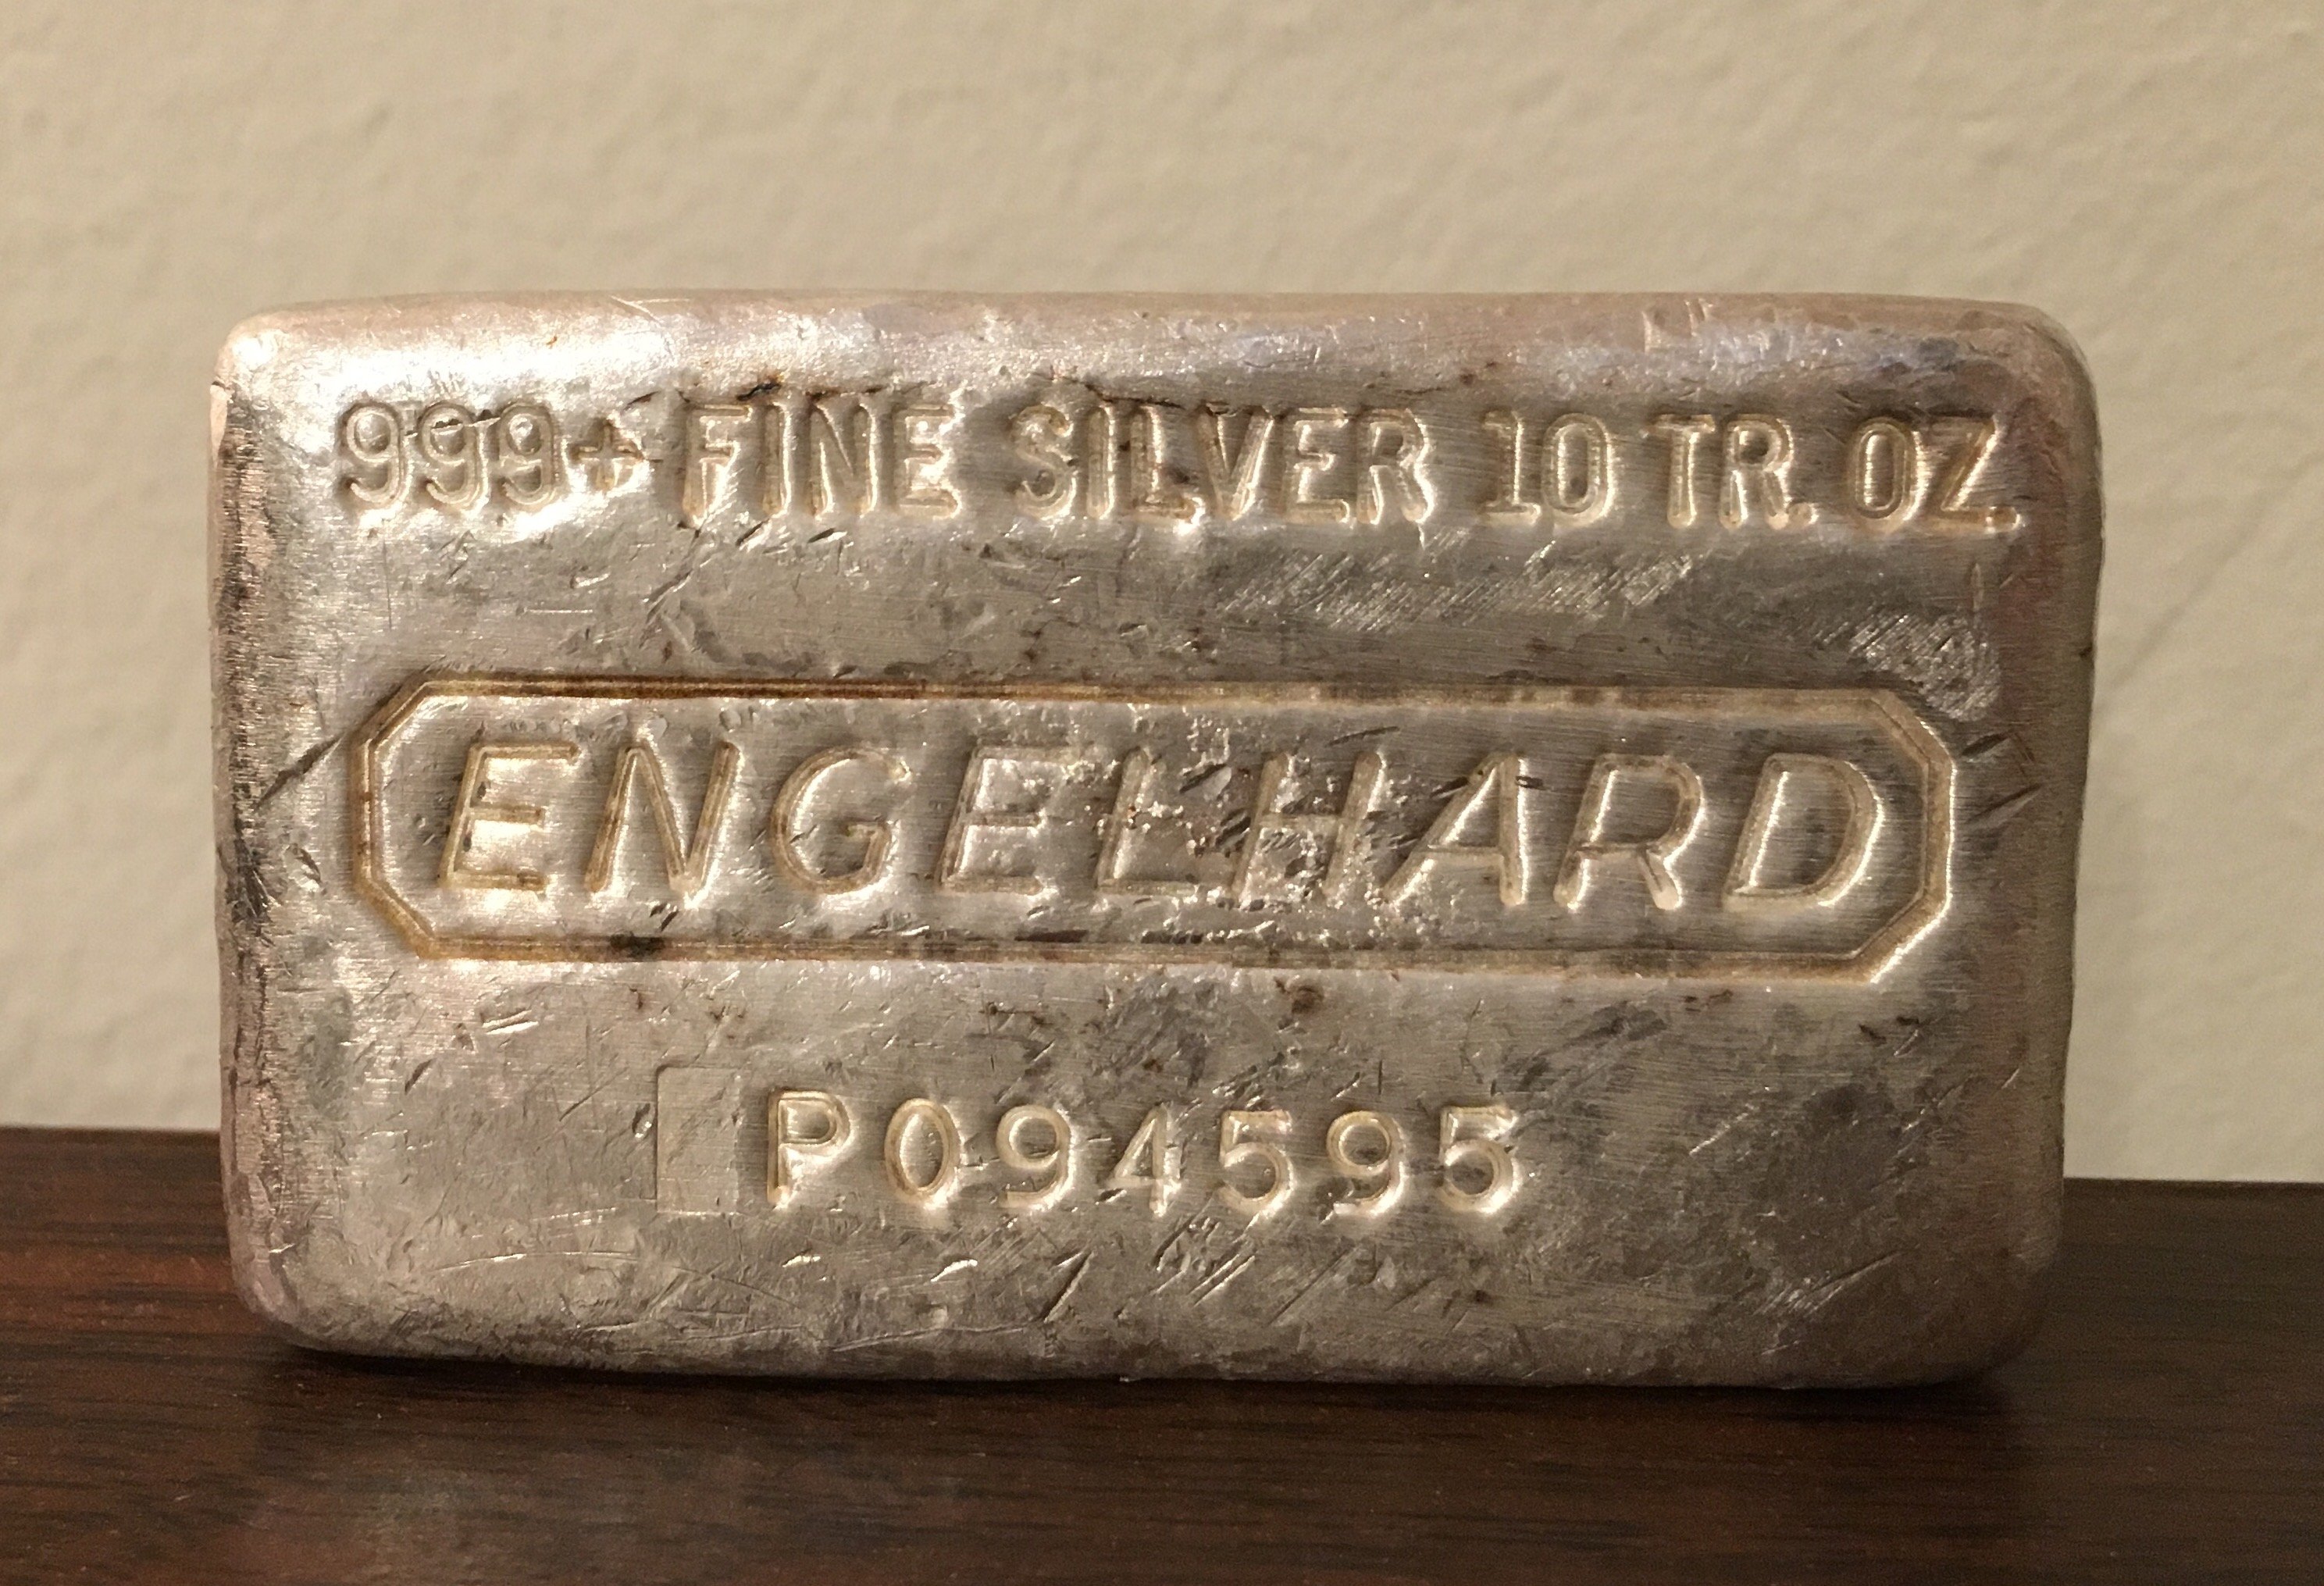 999+ FINE SILVER 10 TR. OZ.
ENGELHARD
P094595